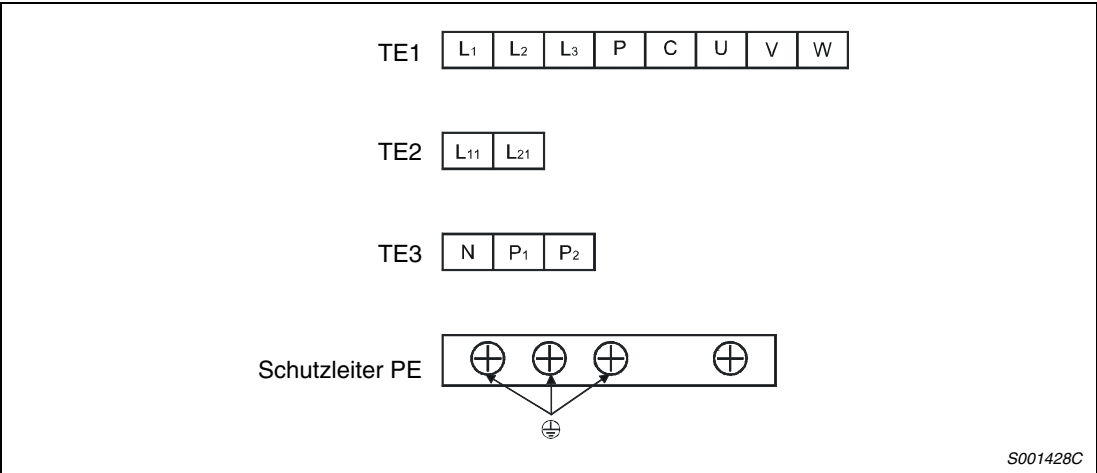 TE1 L1 L2 L3 P C U V W
TE2 L11 L21
TE3 N P1 P2
Schutzleiter PE
S001428C